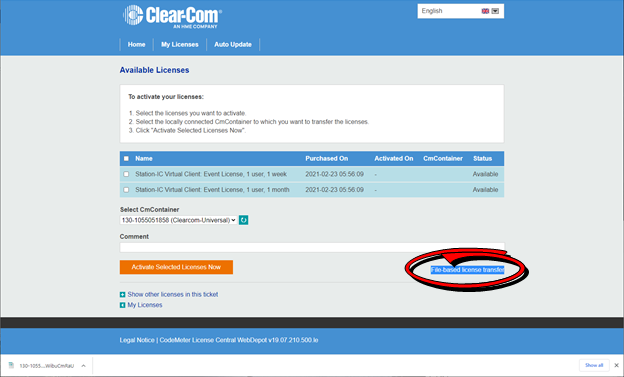 Clear-Com
AN HME COMPANY
English
Home My Licenses Auto Update
Available Licenses
To activate your licenses:
1. Select the licenses you want to activate.
2. Select the locally connected CmContainer to which you want to transfer the licenses.
3. Click "Activate Selected Licenses Now".
Name Purchased On Activated On CmContainer Status
Station-IC Virtual Client: Event License, 1 user, 1 week 2021-02-23 05:56:09 - Available
Station-IC Virtual Client: Event License, 1 user, 1 month 2021-02-23 05:56:09 - Available
Select CmContainer
130-1055051858 (Clearcom-Universal)
Comment
Activate Selected Licenses Now File-based license transfer
Show other licenses in this ticket
My Licenses
Legal Notice | CodeMeter License Central WebDepot v19.07.210.500.le
130-1055....WibuCmRaU Show all